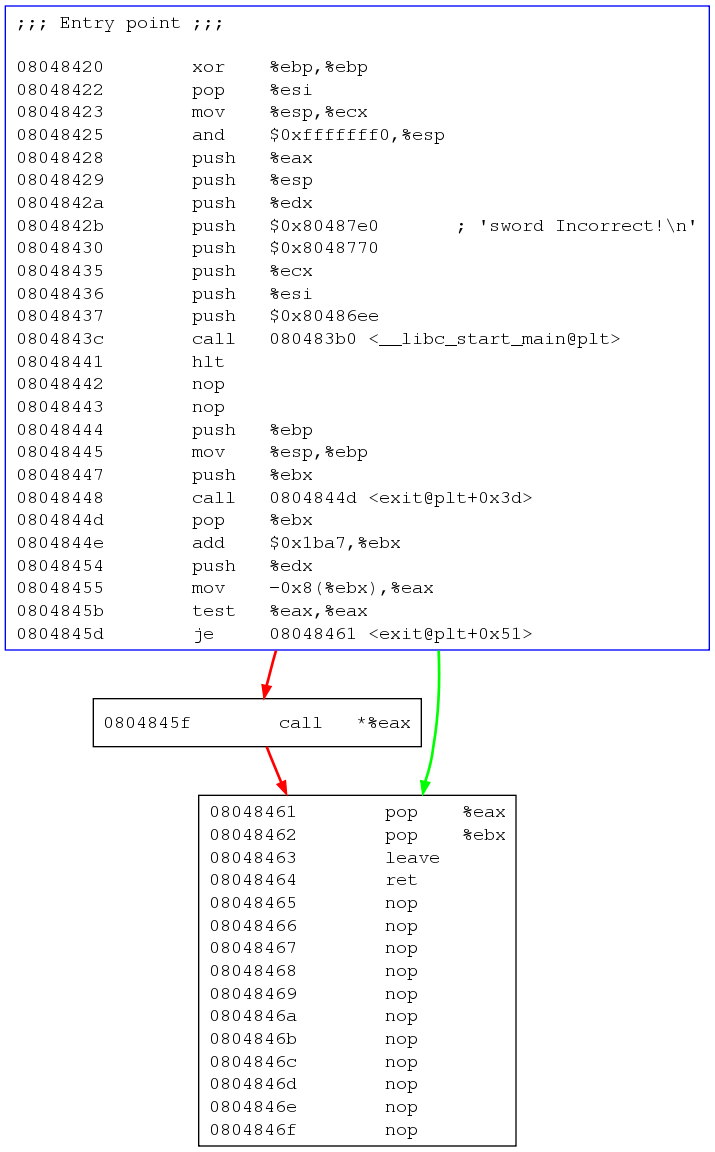 ;;; Entry point ;;;
08048420 xor %ebp,%ebp
08048422 pop %esi
08048423 mov %esp,%ecx
08048425 and $0xfffffff0,%esp
08048428 push %eax
08048429 push %esp
0804842a push %edx
0804842b push $0x80487e0 ; 'sword Incorrect!\n'
08048430 push $0x8048770
08048435 push %ecx
08048436 push %esi
08048437 push $0x80486ee
0804843c call 080483b0 <__libc_start_main@plt>
08048441 hlt
08048442 nop
08048443 nop
08048444 push %ebp
08048445 mov %esp,%ebp
08048447 push %ebx
08048448 call 0804844d <exit@plt+0x3d>
0804844d pop %ebx
0804844e add $0x1ba7,%ebx
08048454 push %edx
08048455 mov -0x8(%ebx),%eax
0804845b test %eax,%eax
0804845d je 08048461 <exit@plt+0x51>
0804845f call *%eax
08048461 pop %eax
08048462 pop %ebx
08048463 leave
08048464 ret
08048465 nop
08048466 nop
08048467 nop
08048468 nop
08048469 nop
0804846a nop
0804846b nop
0804846c nop
0804846d nop
0804846e nop
0804846f nop